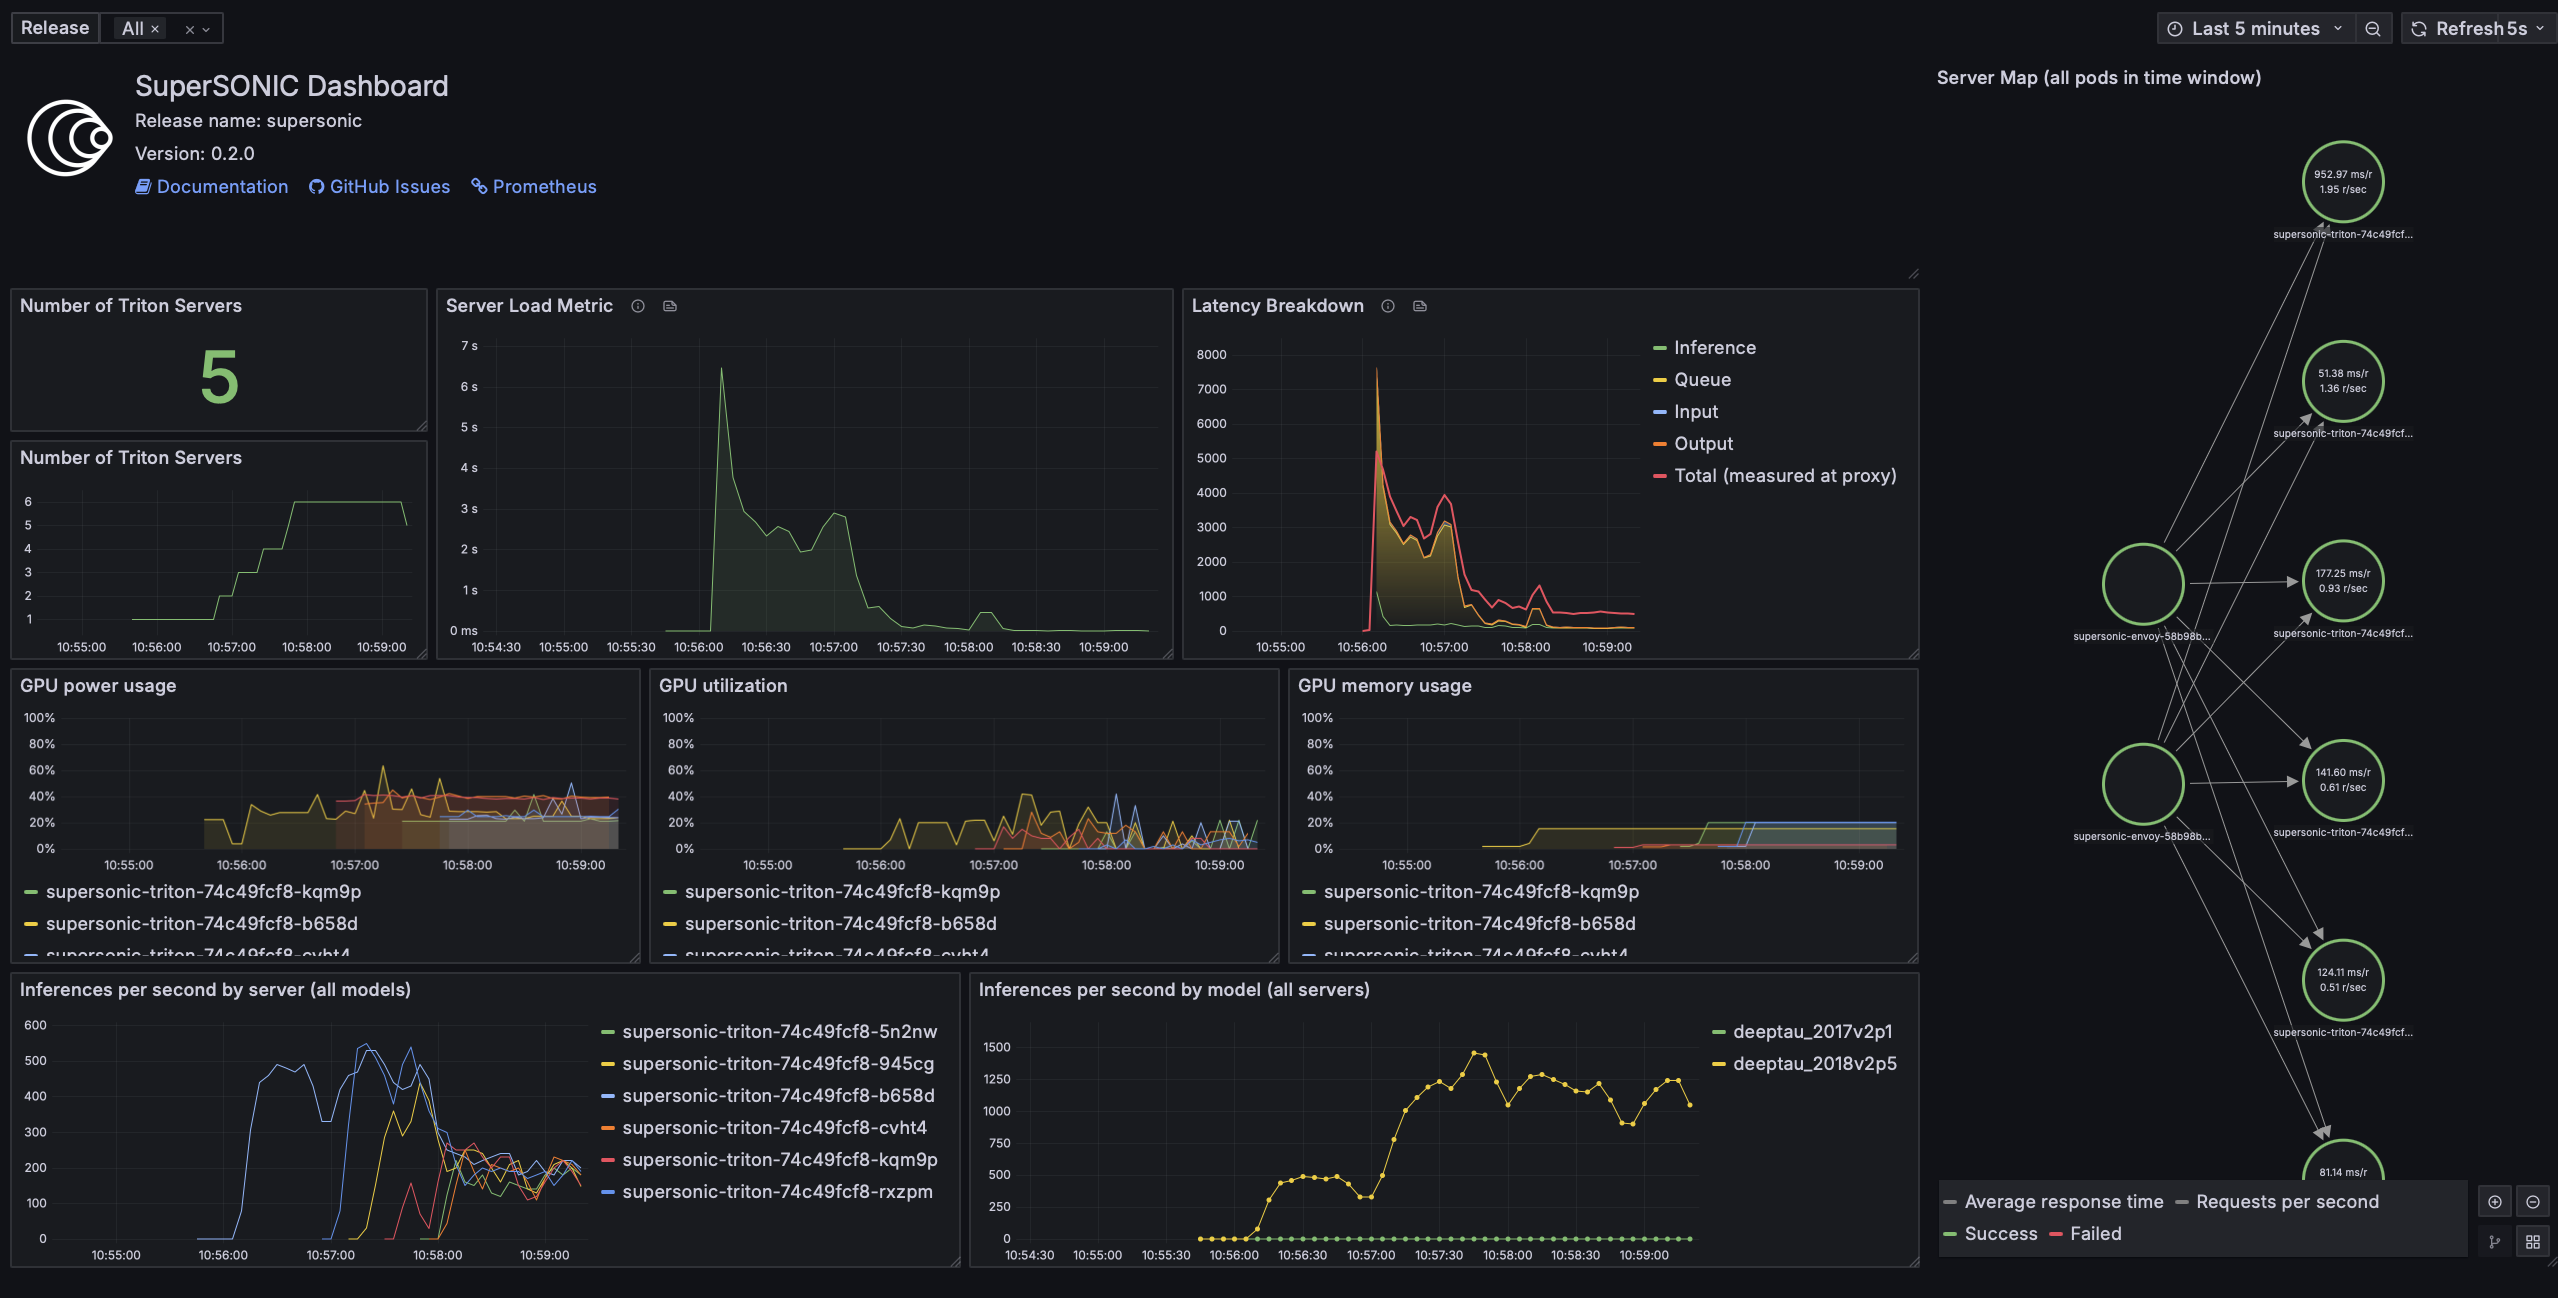 Release All × × 
Last 5 minutes
Refresh 5s
SuperSONIC Dashboard
Release name: supersonic
Version: 0.2.0
Documentation GitHub Issues Prometheus
Number of Triton Servers
5
Number of Triton Servers
6
5
4
3
2
1
10:55:00 10:56:00 10:57:00 10:58:00 10:59:00
Server Load Metric
7 s
6 s
5 s
4 s
3 s
2 s
1 s
0 ms
10:54:30 10:55:00 10:55:30 10:56:00 10:56:30 10:57:00 10:57:30 10:58:00 10:58:30 10:59:00
Latency Breakdown
8000
7000
6000
5000
4000
3000
2000
1000
0
10:55:00 10:56:00 10:57:00 10:58:00 10:59:00
Inference
Queue
Input
Output
Total (measured at proxy)
GPU power usage
100%
80%
60%
40%
20%
0%
10:55:00 10:56:00 10:57:00 10:58:00 10:59:00
supersonic-triton-74c49fcf8-kqm9p
supersonic-triton-74c49fcf8-b658d
supersonic-triton-74c49fcf8-cvht4
GPU utilization
100%
80%
60%
40%
20%
0%
10:55:00 10:56:00 10:57:00 10:58:00 10:59:00
supersonic-triton-74c49fcf8-kqm9p
supersonic-triton-74c49fcf8-b658d
supersonic-triton-74c49fcf8-cvht4
GPU memory usage
100%
80%
60%
40%
20%
0%
10:55:00 10:56:00 10:57:00 10:58:00 10:59:00
supersonic-triton-74c49fcf8-kqm9p
supersonic-triton-74c49fcf8-b658d
supersonic-triton-74c49fcf8-cvht4
Inferences per second by server (all models)
600
500
400
300
200
100
0
10:55:00 10:56:00 10:57:00 10:58:00 10:59:00
supersonic-triton-74c49fcf8-5n2nw
supersonic-triton-74c49fcf8-945cg
supersonic-triton-74c49fcf8-b658d
supersonic-triton-74c49fcf8-cvht4
supersonic-triton-74c49fcf8-kqm9p
supersonic-triton-74c49fcf8-rxzpm
Inferences per second by model (all servers)
1500
1250
1000
750
500
250
0
10:54:30 10:55:00 10:55:30 10:56:00 10:56:30 10:57:00 10:57:30 10:58:00 10:58:30 10:59:00
deeptau_2017v2p1
deeptau_2018v2p5
Server Map (all pods in time window)
952.97 ms/r
1.95 r/sec
supersonic-triton-74c49fcf...
51.38 ms/r
1.36 r/sec
supersonic-triton-74c49fcf...
177.25 ms/r
0.93 r/sec
supersonic-triton-74c49fcf...
supersonic-envoy-58b98b...
141.60 ms/r
0.61 r/sec
supersonic-triton-74c49fcf...
supersonic-envoy-58b98b...
124.11 ms/r
0.51 r/sec
supersonic-triton-74c49fcf...
81.14 ms/r
Average response time Requests per second
Success Failed